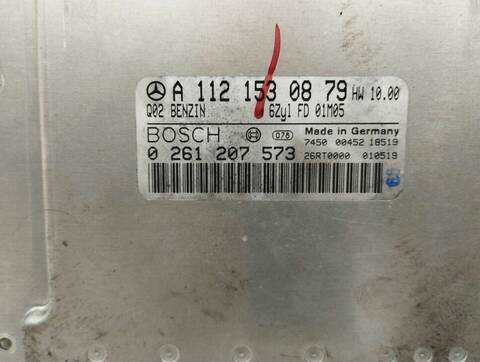 A 112 153 08 79 HW 10.00
Q02 BENZIN 6Zyl FD 01M05
BOSCH 078 Made in Germany
7450 00452 18519
0 261 207 573 26RT0000 010519